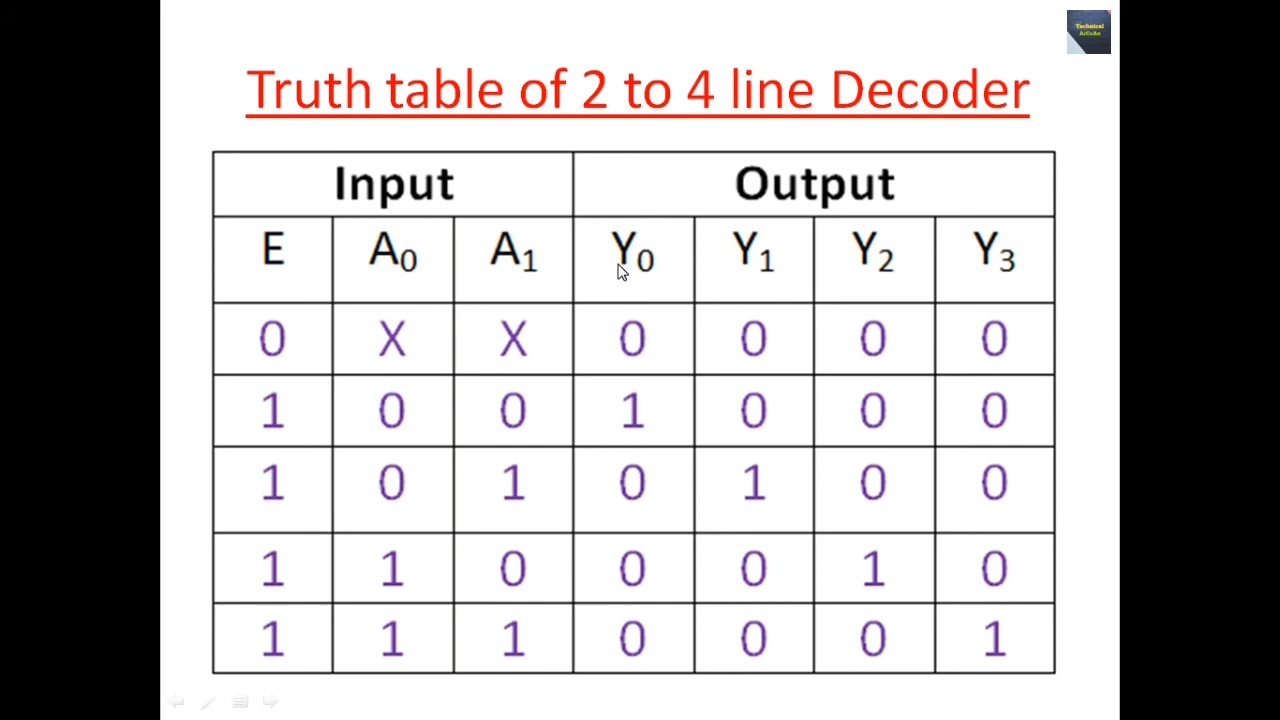 Technical
ArCeAu
Truth table of 2 to 4 line Decoder
Input Output
E A0 A1 Y0 Y1 Y2 Y3
0 X X 0 0 0 0
1 0 0 1 0 0 0
1 0 1 0 1 0 0
1 1 0 0 0 1 0
1 1 1 0 0 0 1